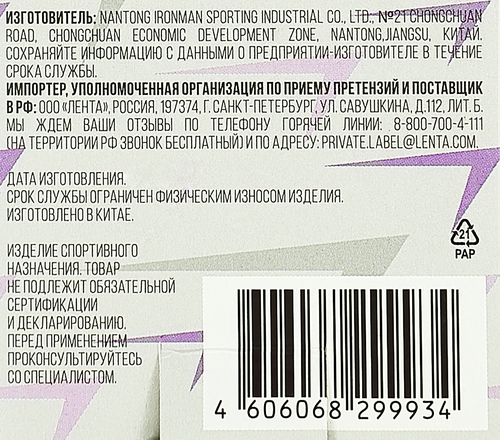 ИЗГОТОВИТЕЛЬ: NANTONG IRONMAN SPORTING INDUSTRIAL CO., LTD. №21 CHONGCHUAN
ROAD, CHONGCHUAN ECONOMIC DEVELOPMENT ZONE, NANTONG,JIANGSU, КИТАЙ.
СОХРАНЯЙТЕ ИНФОРМАЦИЮ С ДАННЫМИ О ПРЕДПРИЯТИИ-ИЗГОТОВИТЕЛЕ В ТЕЧЕНИЕ
СРОКА СЛУЖБЫ.
ИМПОРТЕР, УПОЛНОМОЧЕННАЯ ОРГАНИЗАЦИЯ ПО ПРИЕМУ ПРЕТЕНЗИЙ И ПОСТАВЩИК
В РФ: ООО «ЛЕНТА», РОССИЯ, 197374, Г. САНКТ-ПЕТЕРБУРГ, УЛ. САВУШКИНА, Д.112, ЛИТ. Б.
МЫ ЖДЕМ ВАШИ ОТЗЫВЫ ПО ТЕЛЕФОНУ ГОРЯЧЕЙ ЛИНИИ: 8-800-700-4-111
(НА ТЕРРИТОРИИ РФ ЗВОНОК БЕСПЛАТНЫЙ) И ПО АДРЕСУ: PRIVATE.LABEL@LENTA.COM.
ДАТА ИЗГОТОВЛЕНИЯ.
СРОК СЛУЖБЫ ОГРАНИЧЕН ФИЗИЧЕСКИМ ИЗНОСОМ ИЗДЕЛИЯ.
ИЗГОТОВЛЕНО В КИТАЕ.
ИЗДЕЛИЕ СПОРТИВНОГО
НАЗНАЧЕНИЯ. ТОВАР
НЕ ПОДЛЕЖИТ ОБЯЗАТЕЛЬНОЙ
СЕРТИФИКАЦИИ
И ДЕКЛАРИРОВАНИЮ.
ПЕРЕД ПРИМЕНЕНИЕМ
ПРОКОНСУЛЬТИРУЙТЕСЬ
СО СПЕЦИАЛИСТОМ.
21
PAP
4 606068 299934